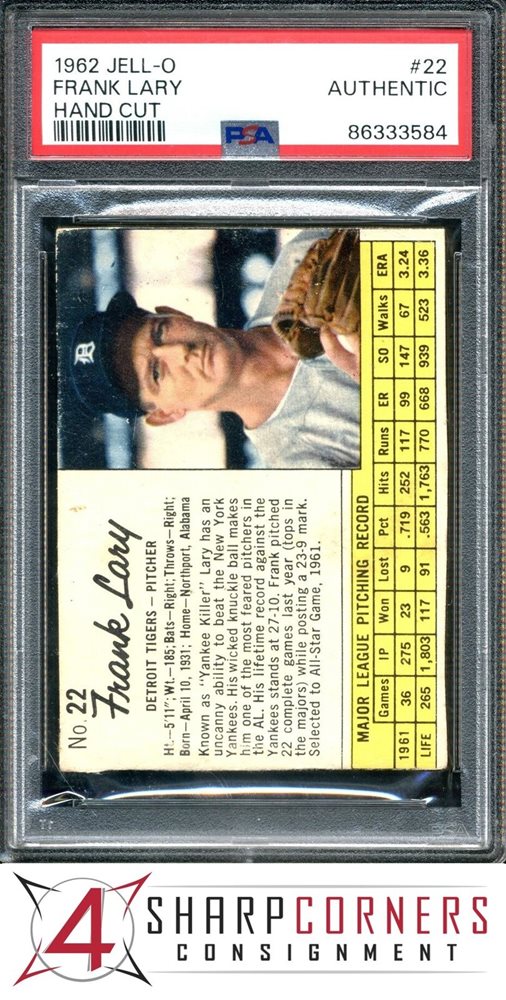 1962 JELL-O #22
FRANK LARY AUTHENTIC
HAND CUT
PSA 86333584
No. 22
Frank Lary
DETROIT TIGERS—PITCHER
Ht.—5'11"; Wt.—185; Bats—Right; Throws—Right;
Born—April 10, 1931; Home—Northport, Alabama
Known as "Yankee Killer" Lary has an
uncanny ability to beat the New York
Yankees. His wicked knuckle ball makes
him one of the most feared pitchers in
the AL. His lifetime record against the
Yankees stands at 27-10. Frank pitched
22 complete games last year (tops in
the majors) while posting a 23-9 mark.
Selected to All-Star Game, 1961.
MAJOR LEAGUE PITCHING RECORD
Games IP Won Lost Pct Hits Runs ER SO Walks ERA
1961 36 275 23 9 .719 252 117 99 147 67 3.24
LIFE 265 1,803 117 91 .563 1,763 770 668 939 523 3.36
4 SHARPCORNERS
CONSIGNMENT